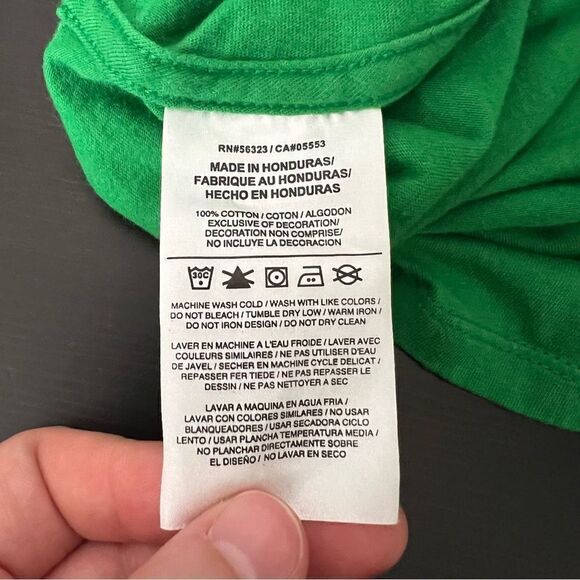 RN#56323 / CA#05553
MADE IN HONDURAS/
FABRIQUE AU HONDURAS/
HECHO EN HONDURAS
100% COTTON / COTON / ALGODON
EXCLUSIVE OF DECORATION/
DECORATION NON COMPRISE/
NO INCLUYE LA DECORACION
30C
MACHINE WASH COLD / WASH WITH LIKE COLORS /
DO NOT BLEACH / TUMBLE DRY LOW / WARM IRON /
DO NOT IRON DESIGN / DO NOT DRY CLEAN
LAVER EN MACHINE A L'EAU FROIDE / LAVER AVEC
COULEURS SIMILAIRES / NE PAS UTILISER D'EAU
DE JAVEL / SECHER EN MACHINE CYCLE DELICAT /
REPASSER FER TIEDE / NE PAS REPASSER LE
DESSIN / NE PAS NETTOYER A SEC
LAVAR A MAQUINA EN AGUA FRIA /
LAVAR CON COLORES SIMILARES / NO USAR
BLANQUEADORES / USAR SECADORA CICLO
LENTO / USAR PLANCHA TEMPERATURA MEDIA /
NO PLANCHAR DIRECTAMENTE SOBRE
EL DISEÑO / NO LAVAR EN SECO